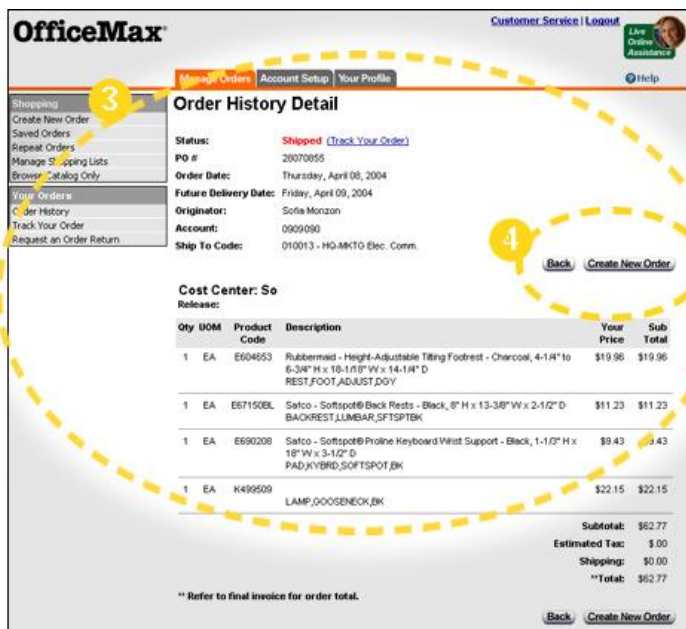 OfficeMax
Customer Service | Logout
Live
Online
Assistance
Manage Orders Account Setup Your Profile
Help
3
Shopping
Create New Order
Saved Orders
Repeat Orders
Manage Shopping Lists
Browse Catalog Only
Your Orders
Order History
Track Your Order
Request an Order Return
Order History Detail
Status: Shipped (Track Your Order)
PO # 28070855
Order Date: Thursday, April 08, 2004
Future Delivery Date: Friday, April 09, 2004
Originator: Sofia Monzon
Account: 0909090
Ship To Code: 010013 - HQ-MKTG Elec. Comm.
4
Back Create New Order
Cost Center: So
Release:
Qty UOM Product Code Description Your Price Sub Total
1 EA E604653 Rubbermaid - Height-Adjustable Tilting Footrest - Charcoal, 4-1/4" to $19.96 $19.96
6-3/4" H x 18-1/18" W x 14-1/4" D
REST,FOOT,ADJUST,DGY
1 EA E67150BL Safco - Softspot® Back Rests - Black, 8" H x 13-3/8" W x 2-1/2" D $11.23 $11.23
BACKREST,LUMBAR,SFTSPTBK
1 EA E690208 Safco - Softspot® Proline Keyboard Wrist Support - Black, 1-1/3" H x $9.43 $9.43
18" W x 3-1/2" D
PAD,KYBRD,SOFTSPOT,BK
1 EA K499509 $22.15 $22.15
LAMP,GOOSENECK,BK
Subtotal: $62.77
Estimated Tax: $.00
Shipping: $0.00
**Total: $62.77
** Refer to final invoice for order total.
Back Create New Order